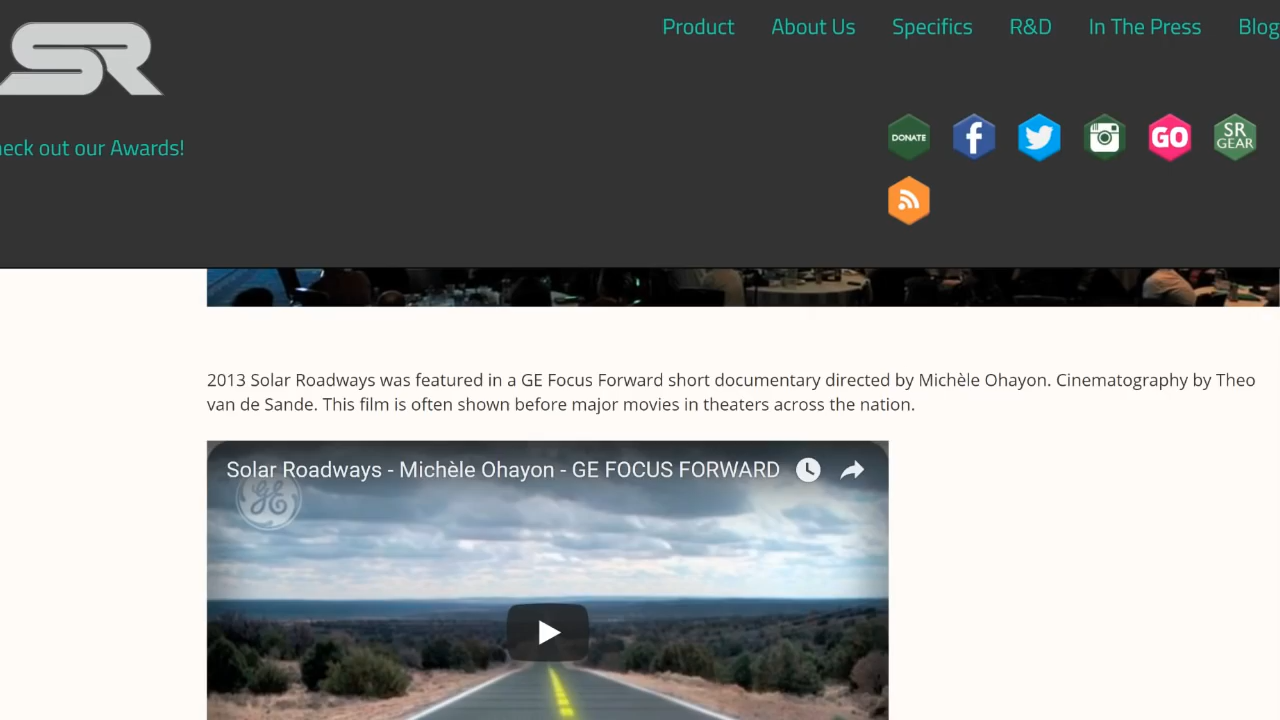 SR
Product About Us Specifics R&D In The Press Blog
DONATE f GO SR GEAR
eck out our Awards!
2013 Solar Roadways was featured in a GE Focus Forward short documentary directed by Michèle Ohayon. Cinematography by Theo
van de Sande. This film is often shown before major movies in theaters across the nation.
Solar Roadways - Michèle Ohayon - GE FOCUS FORWARD
GE